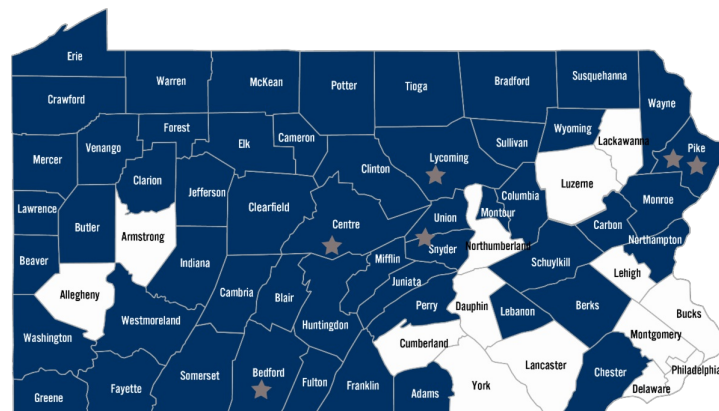 Erie
Warren
McKean
Potter
Tioga
Bradford
Susquehanna
Wayne
Crawford
Forest
Cameron
Elk
Sullivan
Wyoming
Lackawanna
Pike
Mercer
Venango
Clarion
Jefferson
Clearfield
Clinton
Lycoming
Columbia
Luzerne
Monroe
Lawrence
Butler
Armstrong
Centre
Union
Montour
Carbon
Northampton
Beaver
Indiana
Snyder
Northumberland
Schuylkill
Lehigh
Allegheny
Cambria
Blair
Mifflin
Juniata
Perry
Dauphin
Lebanon
Berks
Bucks
Washington
Westmoreland
Huntingdon
Cumberland
Lancaster
Montgomery
Greene
Fayette
Somerset
Bedford
Fulton
Franklin
Adams
York
Chester
Delaware
Philadelphia